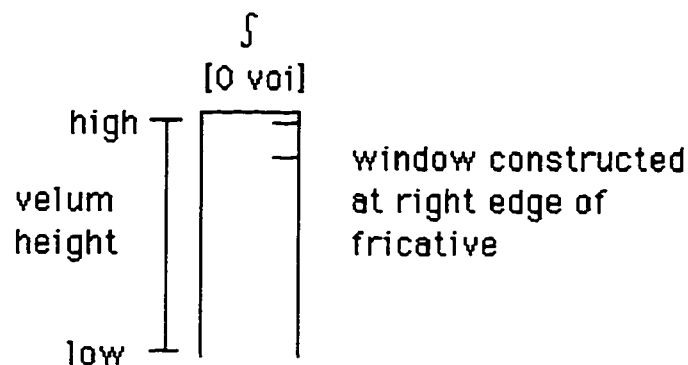 ʃ
[0 voi]
high
velum
height
low
window constructed
at right edge of
fricative